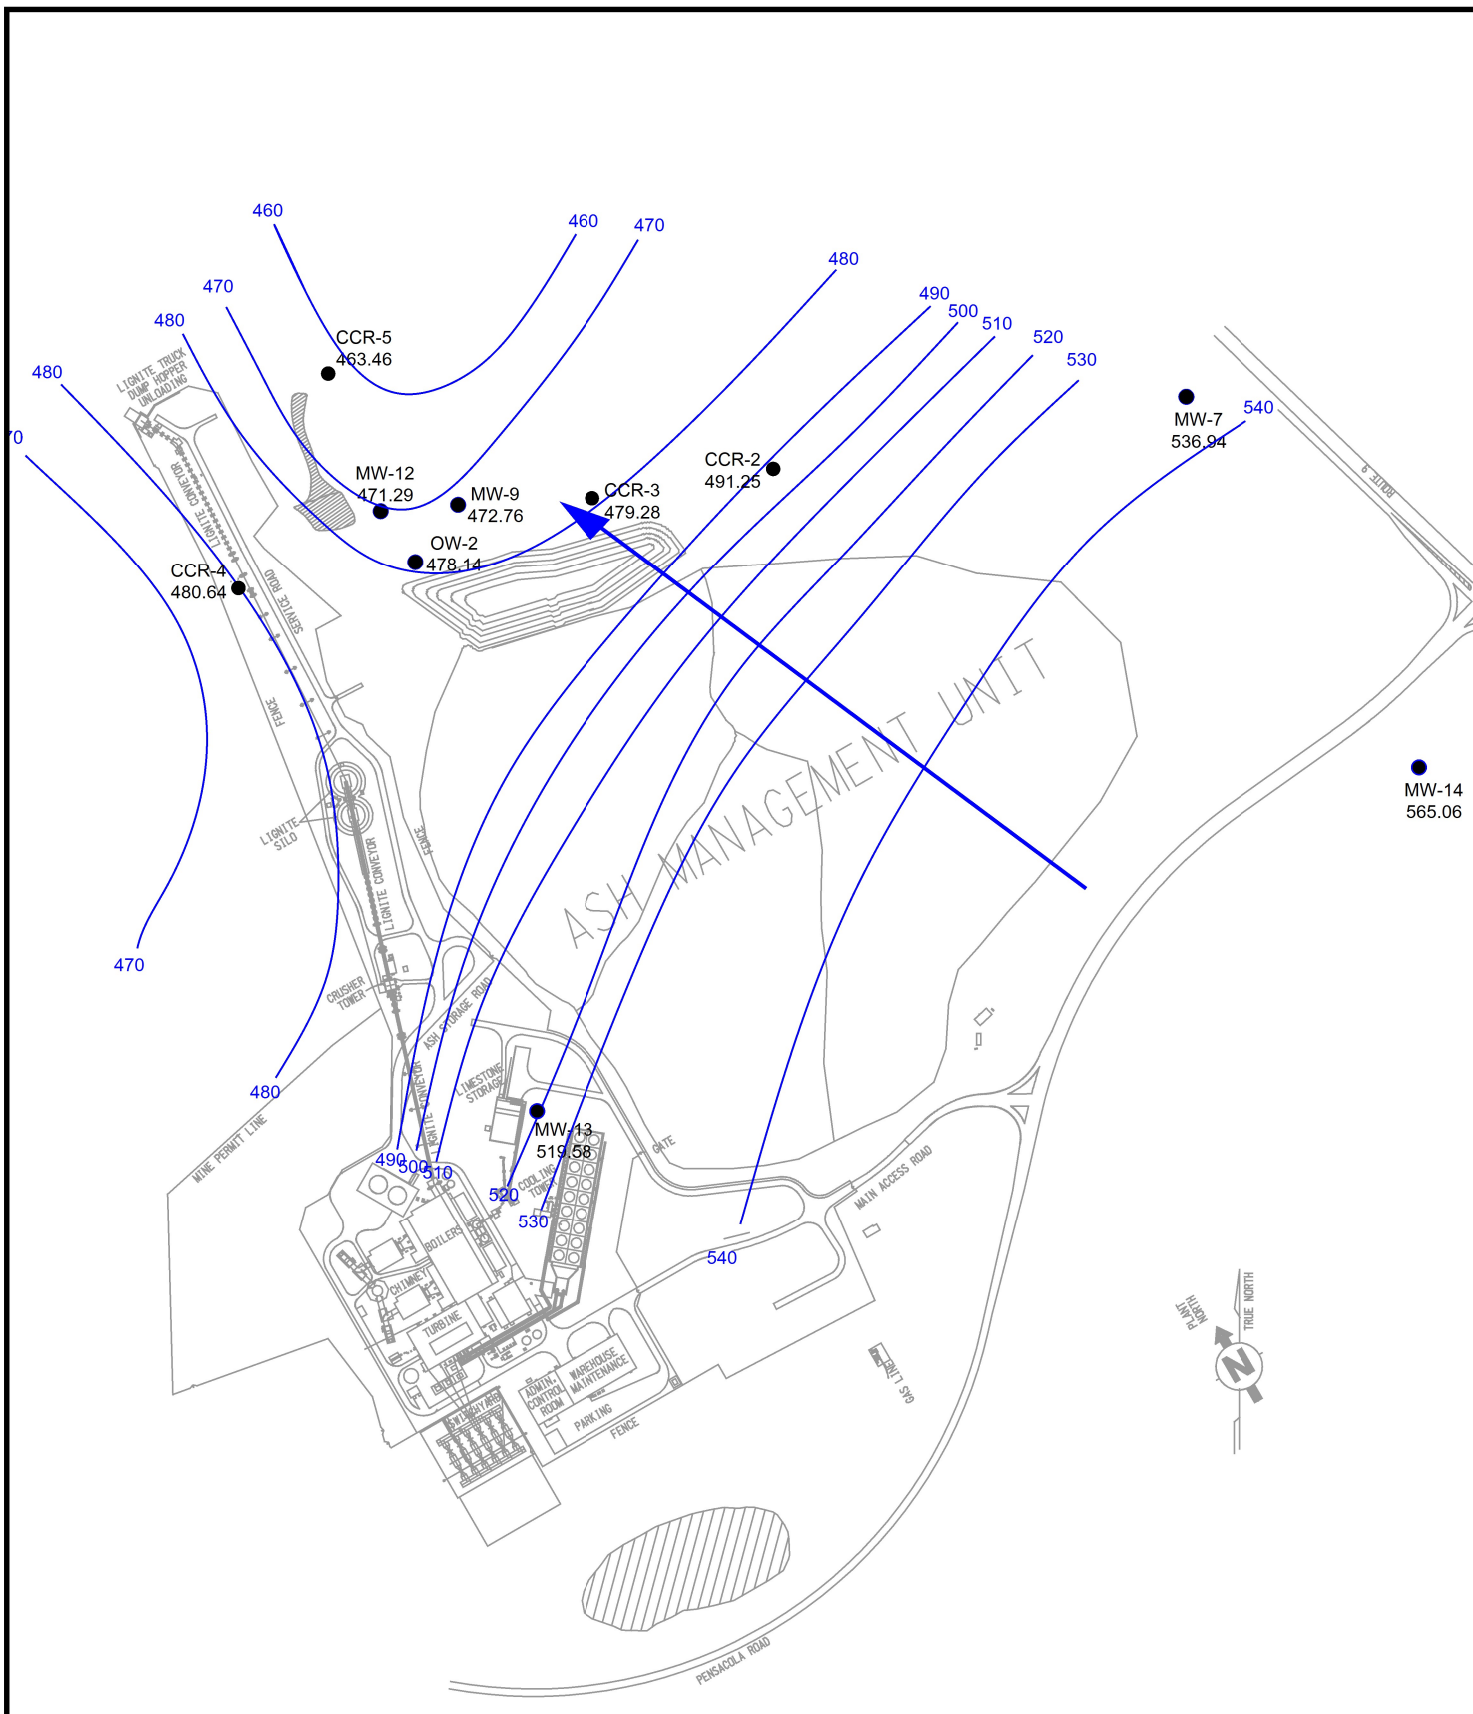 460
460
470
480
470
490
500
510
520
530
480
480
540
70
CCR-5
463.46
LIGNITE TRUCK
DUMP HOPPER
UNLOADING
MW-7
536.94
ROUTE 9
CCR-2
491.25
MW-12
471.29
MW-9
472.76
CCR-3
479.28
LIGNITE CONVEYOR
OW-2
478.14
CCR-4
480.64
SERVICE ROAD
FENCE
ASH MANAGEMENT UNIT
MW-14
565.06
LIGNITE
SILO
LIGNITE CONVEYOR
FENCE
470
CRUSHER
TOWER
ASH STORAGE ROAD
480
LIGNITE CONVEYOR
LIMESTONE
STORAGE
MINE PERMIT LINE
MW-13
519.58
GATE
490
500
510
520
530
540
COOLING
TOWER
MAIN ACCESS ROAD
BOILERS
CHIMNEY
TURBINE
PLANT
NORTH
TRUE NORTH
N
ADMIN.
CONTROL
ROOM
WAREHOUSE
MAINTENANCE
GAS LINE
SWITCHYARD
PARKING
FENCE
PENSACOLA ROAD